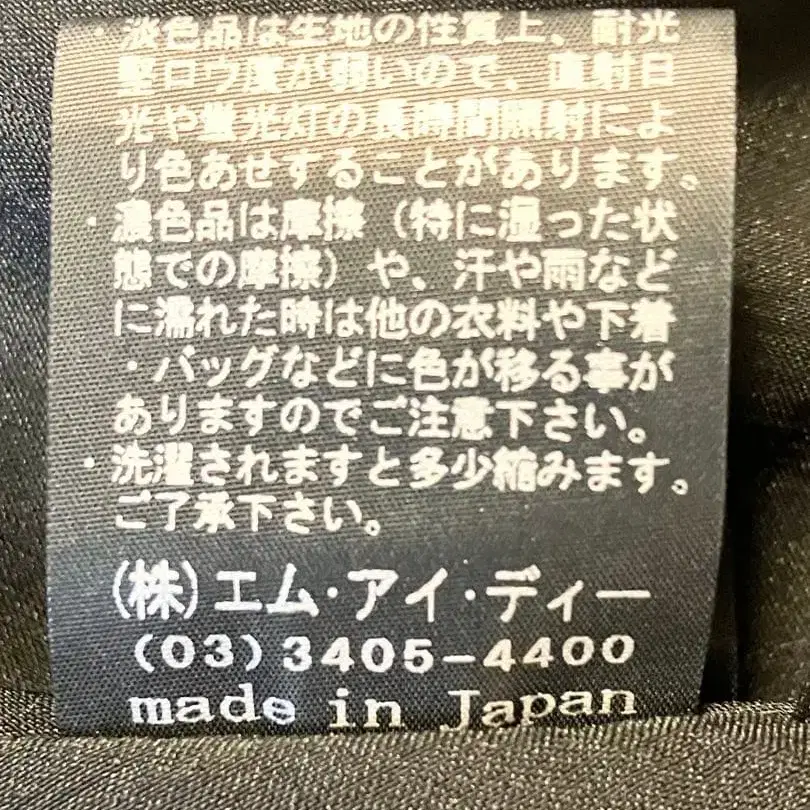 ・淡色品は生地の性質上、耐光
堅ロウ度が弱いので、直射日
光や蛍光灯の長時間照射によ
り色あせすることがあります。
・濃色品は摩擦（特に湿った状
態での摩擦）や、汗や雨など
に濡れた時は他の衣料や下着
・バッグなどに色が移る事が
ありますのでご注意下さい。
・洗濯されますと多少縮みます。
ご了承下さい。
(株)エム・アイ・ディー
(03)3405-4400
made in Japan